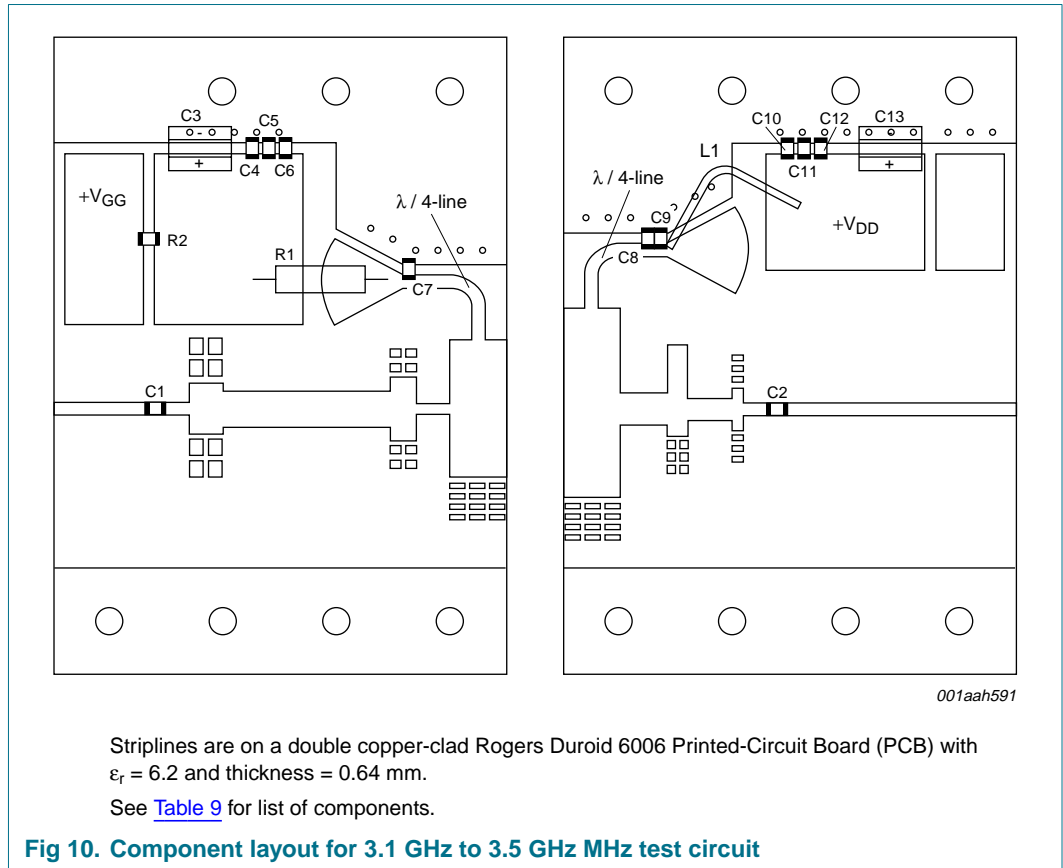 C3
C5
-
+
C4
C6
+VGG
R2
R1
λ / 4-line
C7
C1
C10
C12
C13
-
L1
C11
+
λ / 4-line
C9
+VDD
C8
C2
001aah591
Striplines are on a double copper-clad Rogers Duroid 6006 Printed-Circuit Board (PCB) with
εr = 6.2 and thickness = 0.64 mm.
See Table 9 for list of components.
Fig 10. Component layout for 3.1 GHz to 3.5 GHz MHz test circuit